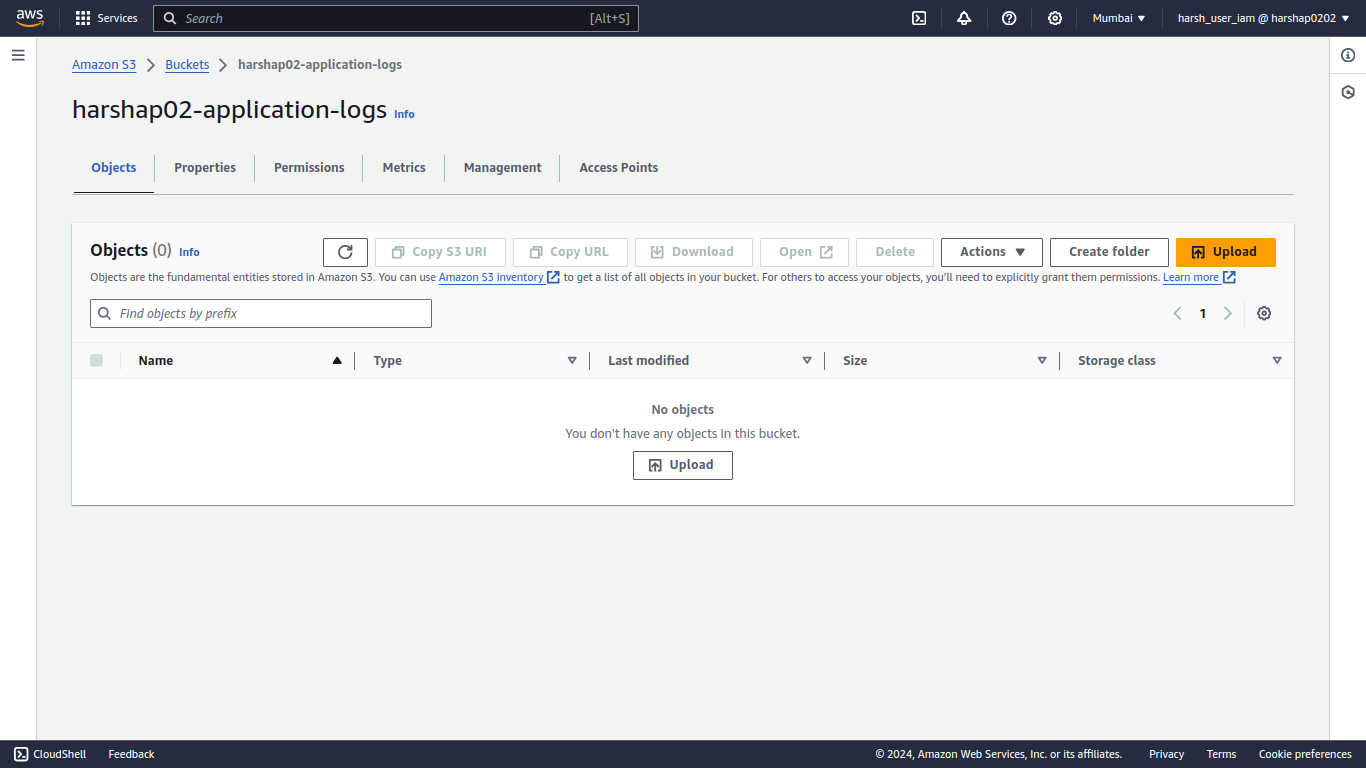 aws Services Search [Alt+S] Mumbai harsh_user_iam @ harshap0202
Amazon S3 Buckets harshap02-application-logs
harshap02-application-logs Info
Objects Properties Permissions Metrics Management Access Points
Objects (0) Info Copy S3 URI Copy URL Download Open Delete Actions Create folder Upload
Objects are the fundamental entities stored in Amazon S3. You can use Amazon S3 inventory to get a list of all objects in your bucket. For others to access your objects, you'll need to explicitly grant them permissions. Learn more
Find objects by prefix 1
Name Type Last modified Size Storage class
No objects
You don't have any objects in this bucket.
Upload
CloudShell Feedback © 2024, Amazon Web Services, Inc. or its affiliates. Privacy Terms Cookie preferences